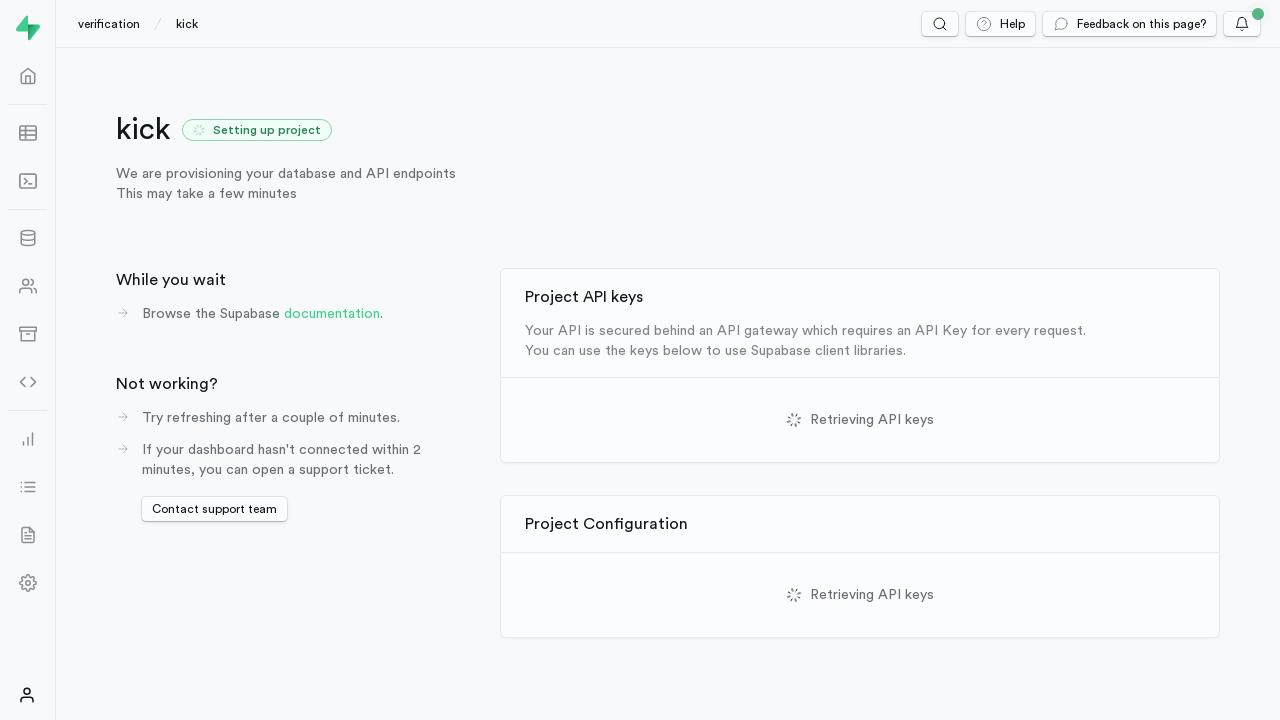 verification / kick
Help
Feedback on this page?
kick
Setting up project
We are provisioning your database and API endpoints
This may take a few minutes
While you wait
Browse the Supabase documentation.
Not working?
Try refreshing after a couple of minutes.
If your dashboard hasn't connected within 2
minutes, you can open a support ticket.
Contact support team
Project API keys
Your API is secured behind an API gateway which requires an API Key for every request.
You can use the keys below to use Supabase client libraries.
Retrieving API keys
Project Configuration
Retrieving API keys